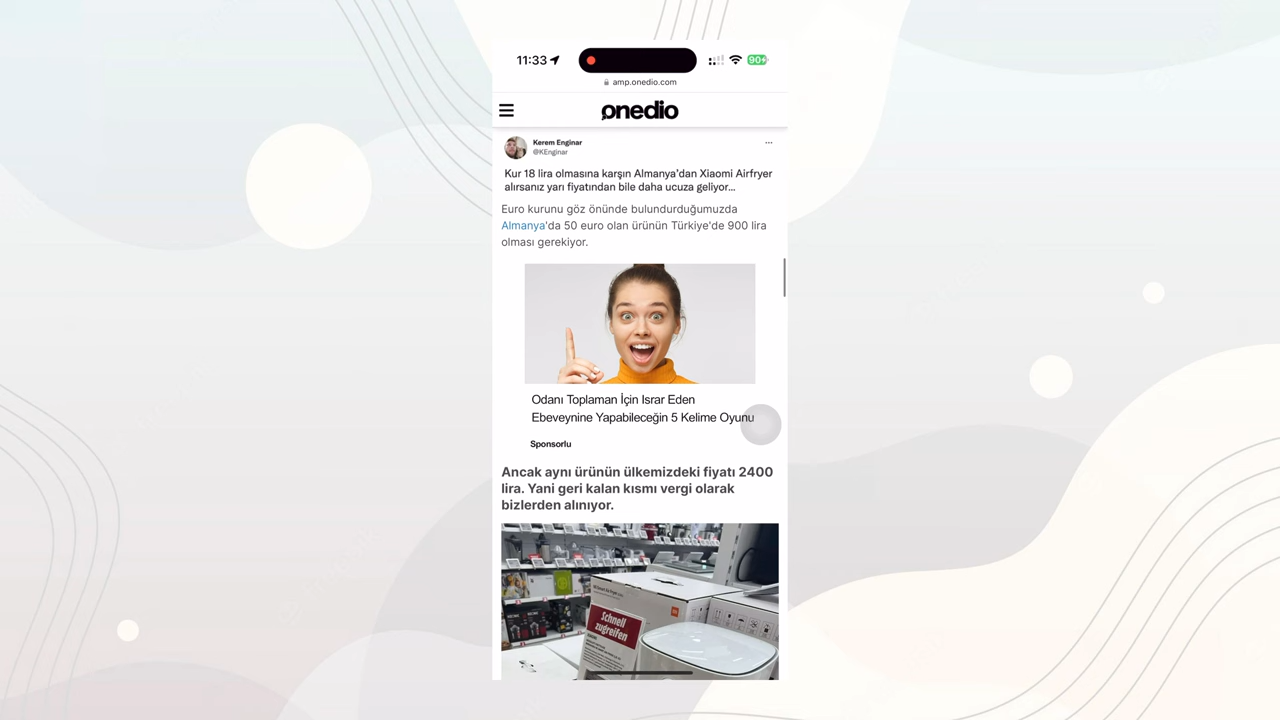 11:33
90
amp.onedio.com
onedio
Kerem Enginar
@KEnginar
Kur 18 lira olmasına karşın Almanya'dan Xiaomi Airfryer
alırsanız yarı fiyatından bile daha ucuza geliyor...
Euro kurunu göz önünde bulundurduğumuzda
Almanya'da 50 euro olan ürünün Türkiye'de 900 lira
olması gerekiyor.
Odanı Toplaman İçin Israr Eden
Ebeveynine Yapabileceğin 5 Kelime Oyunu
Sponsorlu
Ancak aynı ürünün ülkemizdeki fiyatı 2400
lira. Yani geri kalan kısmı vergi olarak
bizlerden alınıyor.
Schnell
zugreifen